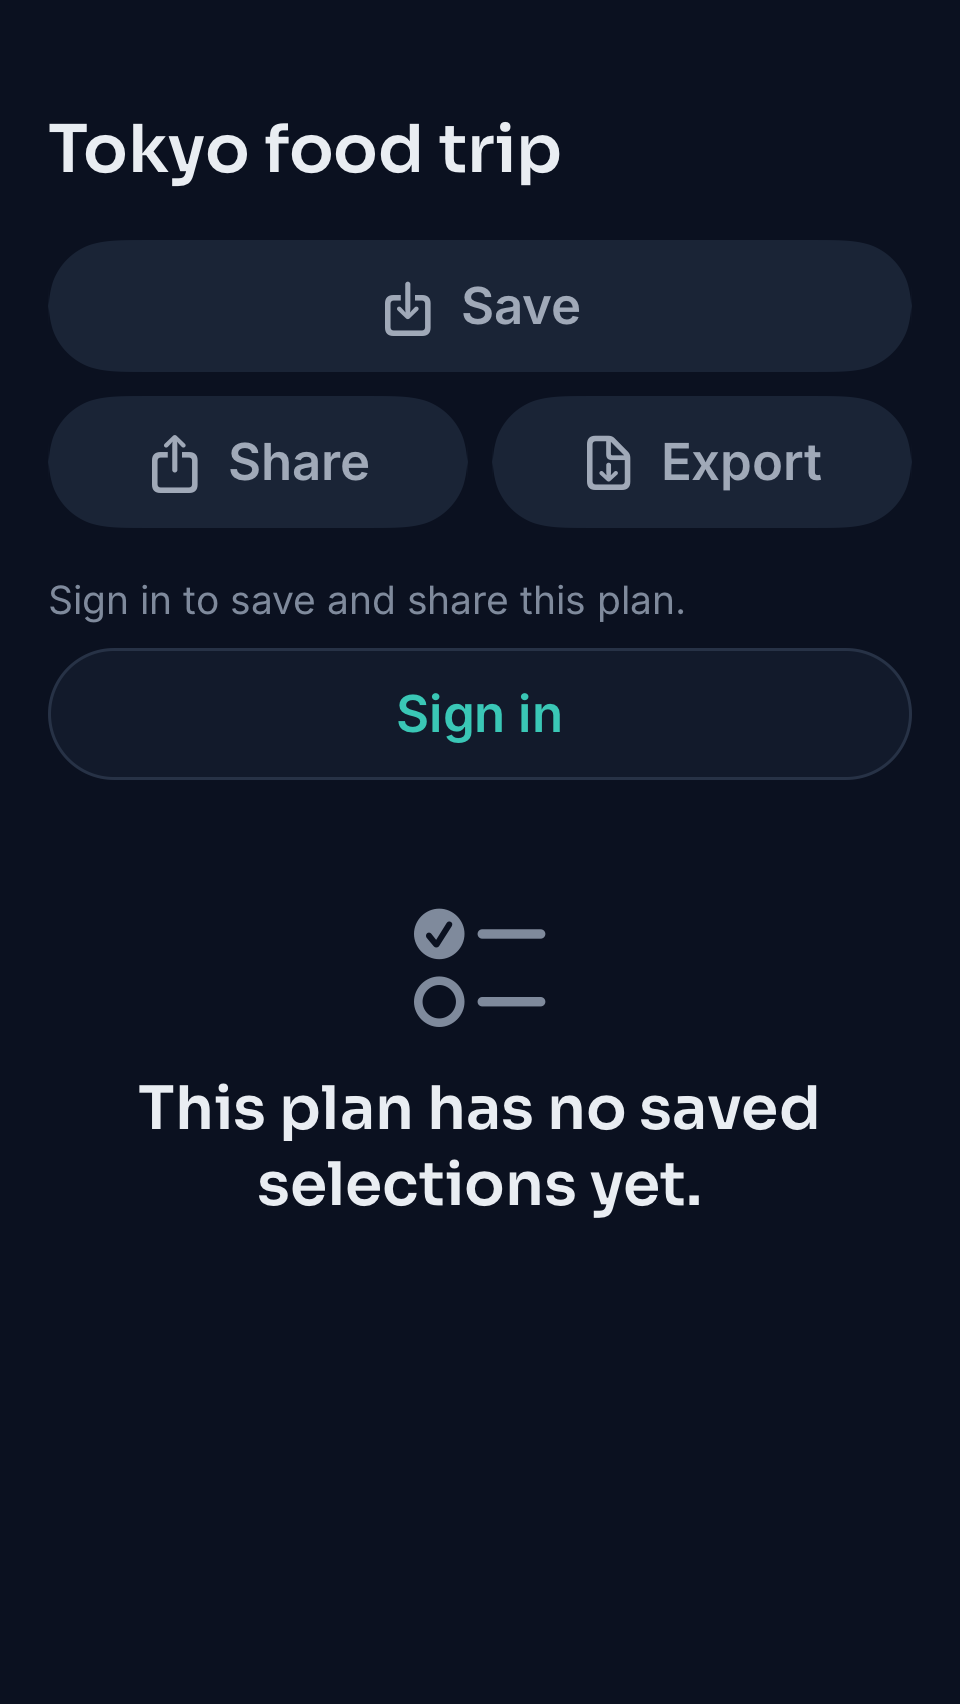 Tokyo food trip
Save
Share
Export
Sign in to save and share this plan.
Sign in
This plan has no saved
selections yet.